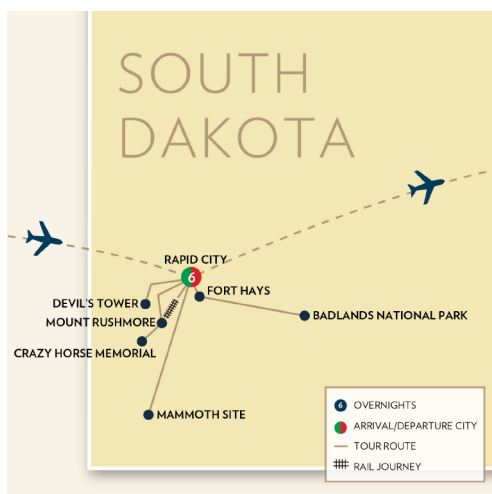 SOUTH
DAKOTA
RAPID CITY
6
FORT HAYS
DEVIL'S TOWER
BADLANDS NATIONAL PARK
MOUNT RUSHMORE
CRAZY HORSE MEMORIAL
MAMMOTH SITE
6 OVERNIGHTS
ARRIVAL/DEPARTURE CITY
TOUR ROUTE
RAIL JOURNEY